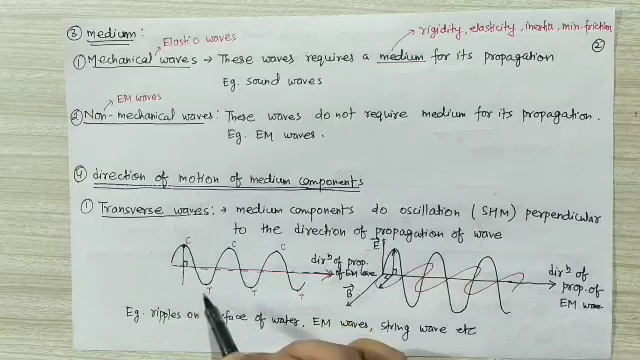 ③ medium:
Elastic waves
rigidity, elasticity, inertia, min. friction
②
① Mechanical waves → These waves requires a medium for its propagation
Eg. sound waves
EM waves
② Non-mechanical waves: These waves do not require medium for its propagation.
Eg. EM waves.
④ direction of motion of medium components
① Transverse waves: → medium components do oscillation (SHM) perpendicular
to the direction of propagation of wave
C C C
T T T
dirⁿ of prop.
of EM wave
E
B
dirⁿ of
prop. of
EM wave
Eg. ripples on surface of water, EM waves, string wave etc